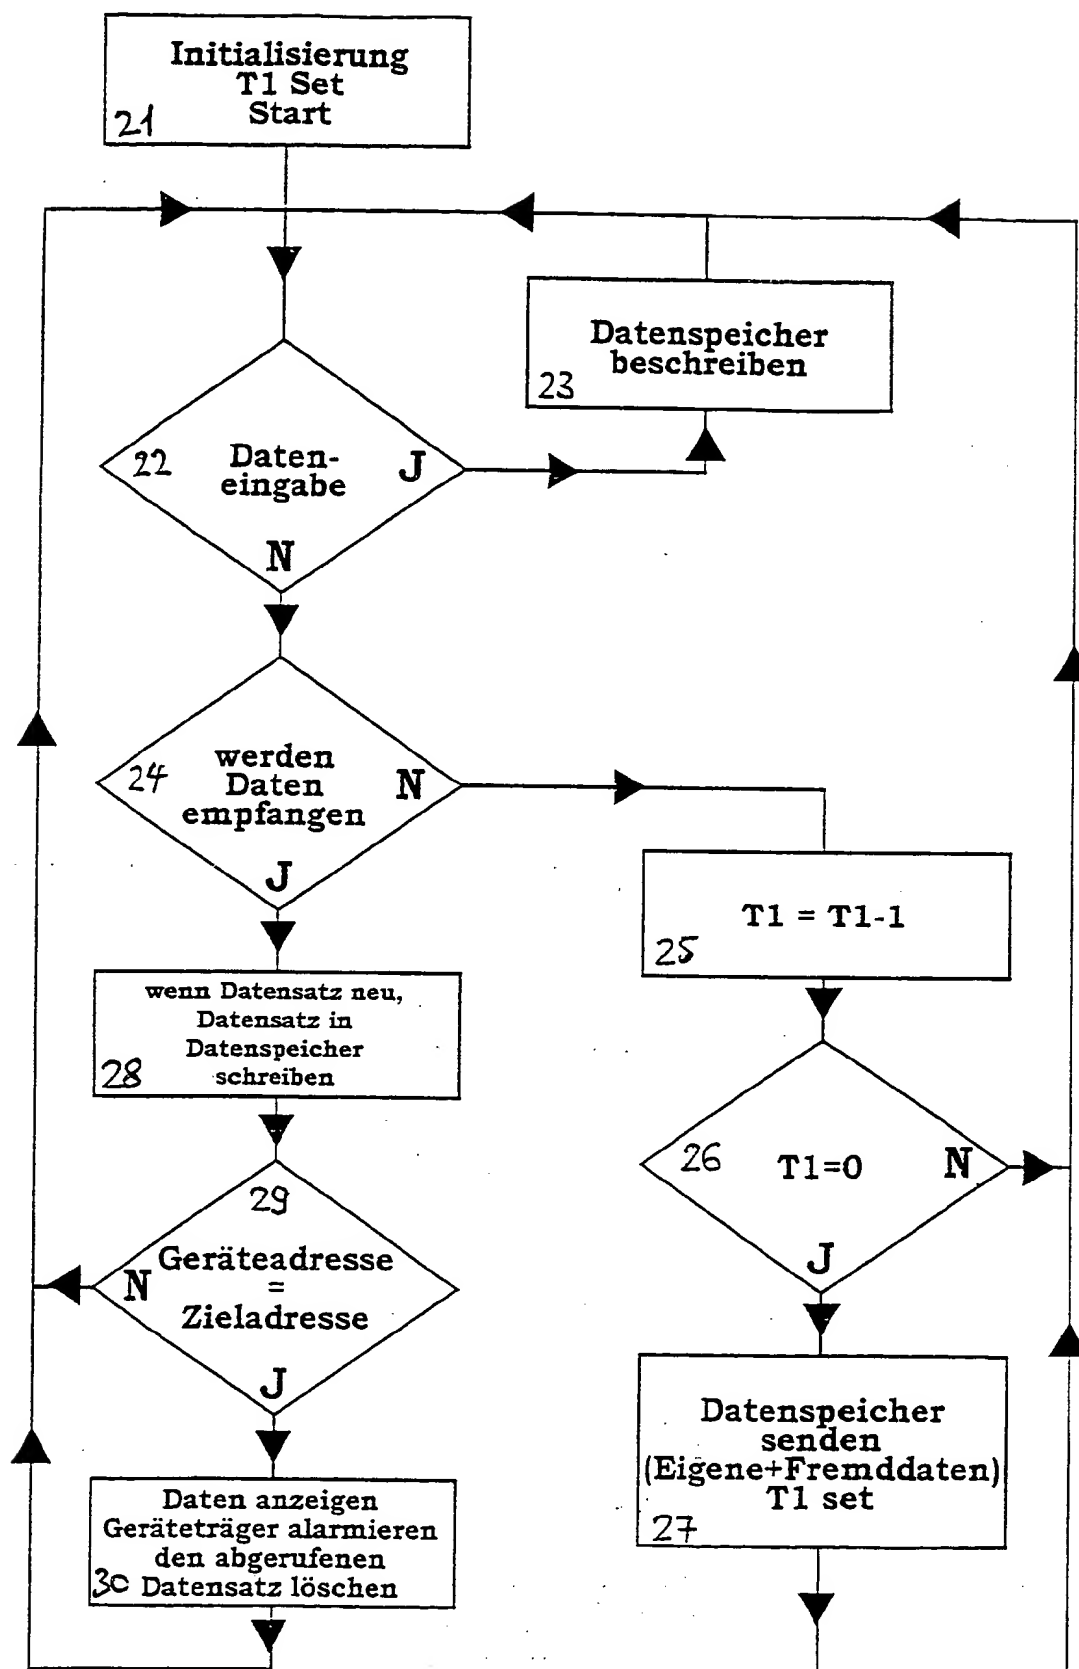 Initialisierung
T1 Set
Start
21
Datenspeicher
beschreiben
23
22
Daten-
eingabe
J
N
24
werden
Daten
empfangen
N
J
T1 = T1-1
25
wenn Datensatz neu,
Datensatz in
Datenspeicher
schreiben
28
26
T1=0
N
J
29
Geräteadresse
=
Zieladresse
N
J
Datenspeicher
senden
(Eigene+Fremddaten)
T1 set
27
Daten anzeigen
Geräteträger alarmieren
den abgerufenen
30 Datensatz löschen